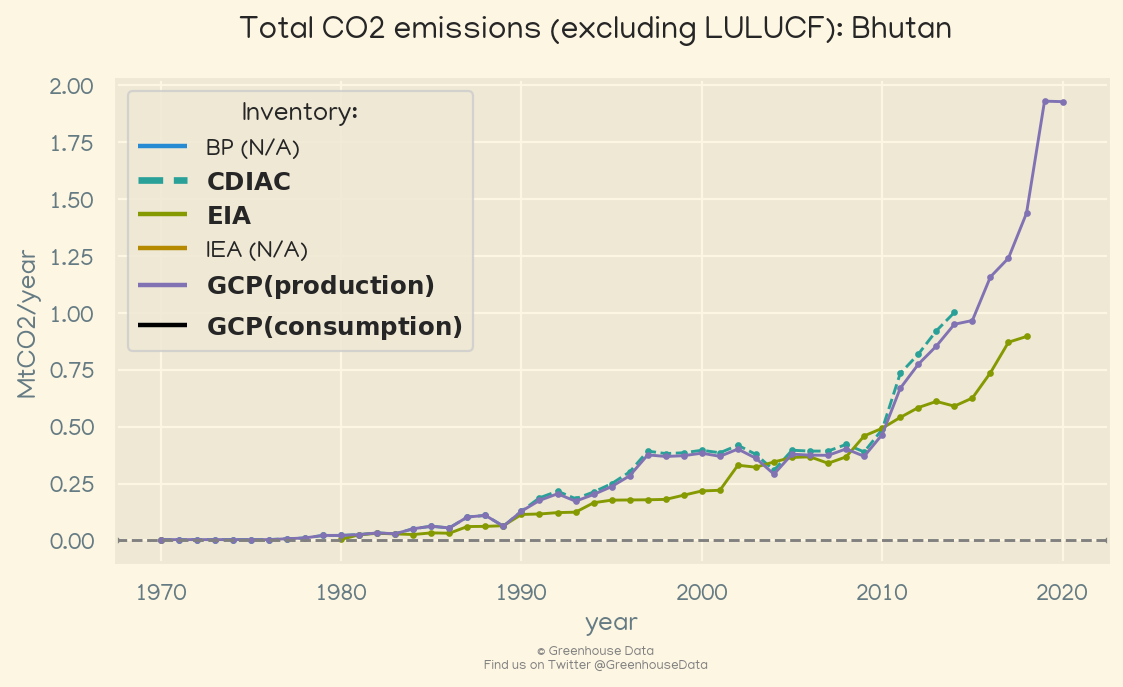 Total CO2 emissions (excluding LULUCF): Bhutan
Inventory:
BP (N/A)
CDIAC
EIA
IEA (N/A)
GCP(production)
GCP(consumption)
MtCO2/year
2.00
1.75
1.50
1.25
1.00
0.75
0.50
0.25
0.00
1970 1980 1990 2000 2010 2020
year
© Greenhouse Data
Find us on Twitter @GreenhouseData